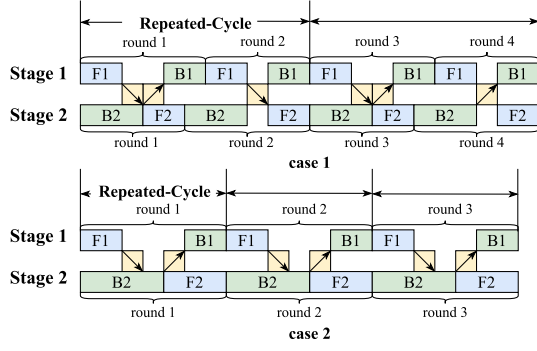 Repeated-Cycle
round 1 round 2 round 3 round 4
Stage 1 F1 B1 F1 B1 F1 B1 F1 B1
Stage 2 B2 F2 B2 F2 B2 F2 B2 F2
round 1 round 2 round 3 round 4
case 1
Repeated-Cycle
round 1 round 2 round 3
Stage 1 F1 B1 F1 B1 F1 B1
Stage 2 B2 F2 B2 F2 B2 F2
round 1 round 2 round 3
case 2